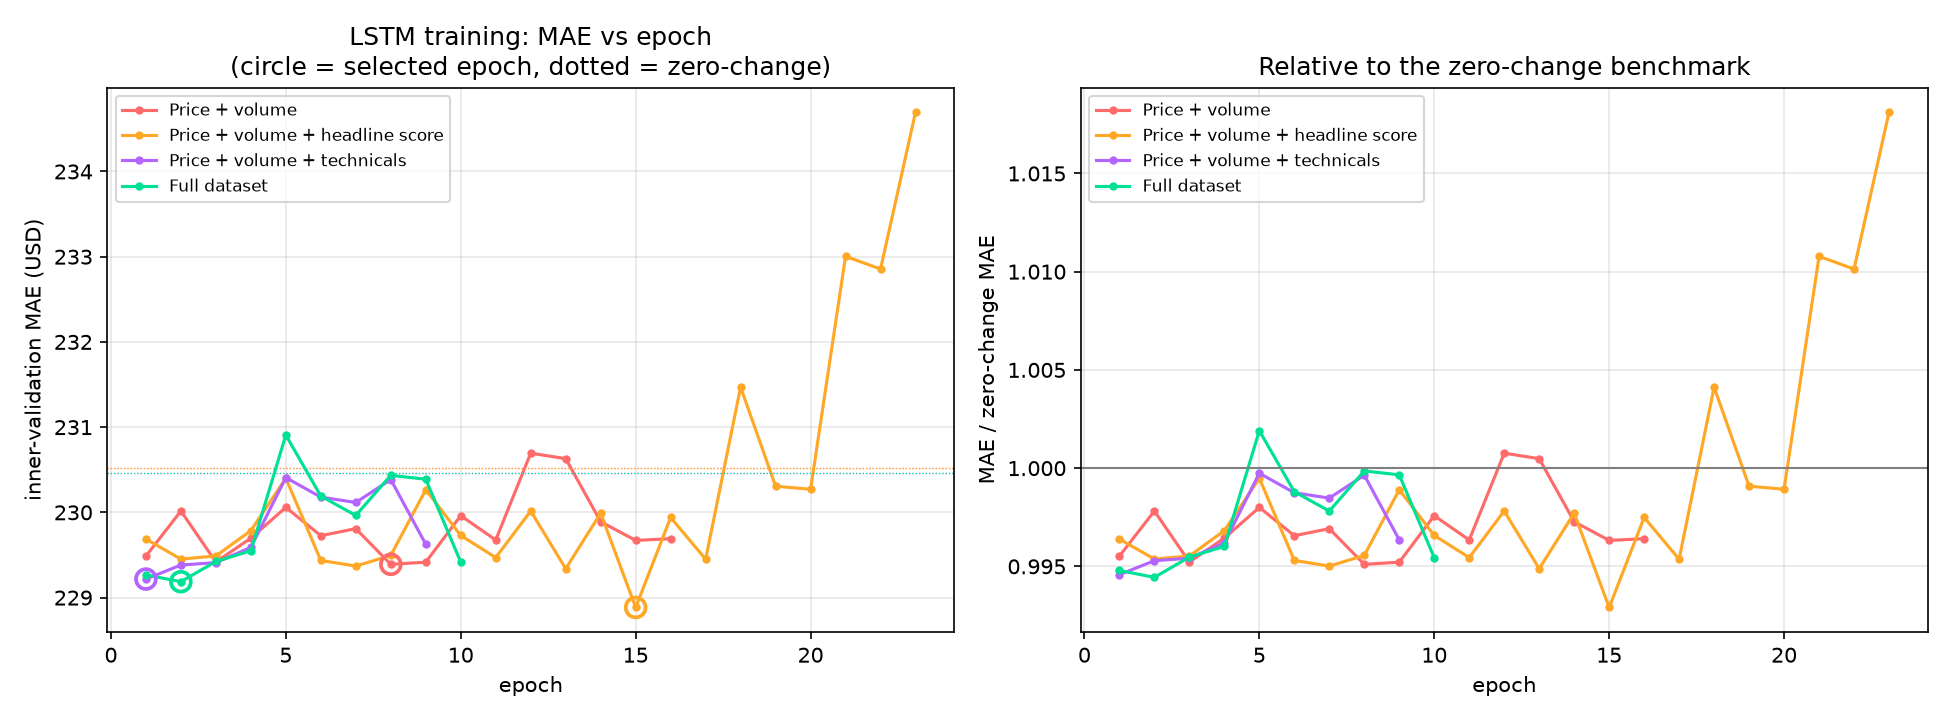 LSTM training: MAE vs epoch
(circle = selected epoch, dotted = zero-change)
Price + volume
Price + volume + headline score
Price + volume + technicals
Full dataset
inner-validation MAE (USD)
234
233
232
231
230
229
0
5
10
15
20
epoch
Relative to the zero-change benchmark
Price + volume
Price + volume + headline score
Price + volume + technicals
Full dataset
MAE / zero-change MAE
1.015
1.010
1.005
1.000
0.995
0
5
10
15
20
epoch